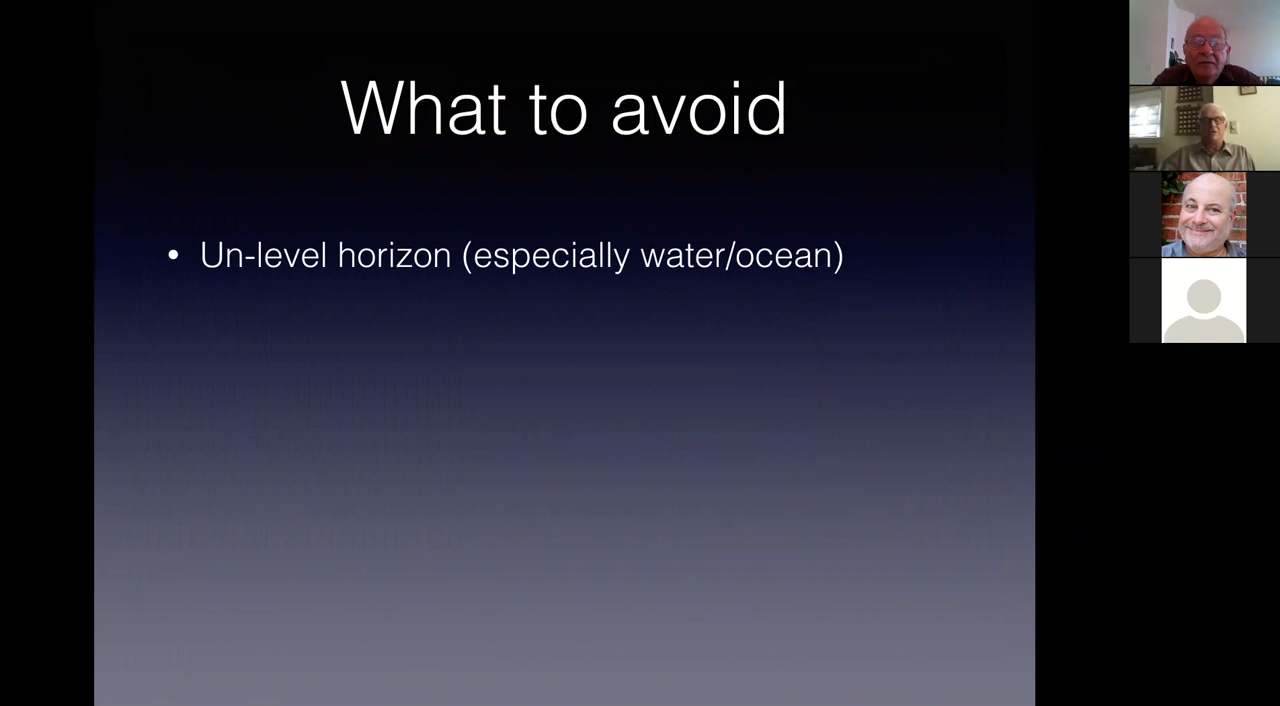 What to avoid
• Un-level horizon (especially water/ocean)